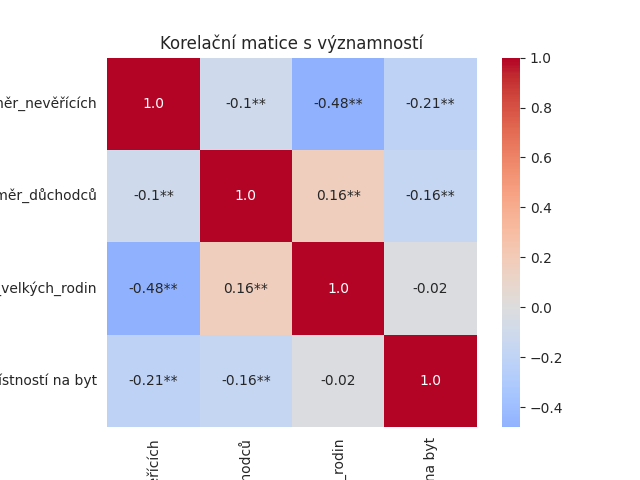 Korelační matice s významností
měr_nevěřících
1.0
-0.1**
-0.48**
-0.21**
měr_důchodců
-0.1**
1.0
0.16**
-0.16**
_velkých_rodin
-0.48**
0.16**
1.0
-0.02
ístností na byt
-0.21**
-0.16**
-0.02
1.0
ěřících
hodců
_rodin
na byt
1.0
0.8
0.6
0.4
0.2
0.0
−0.2
−0.4